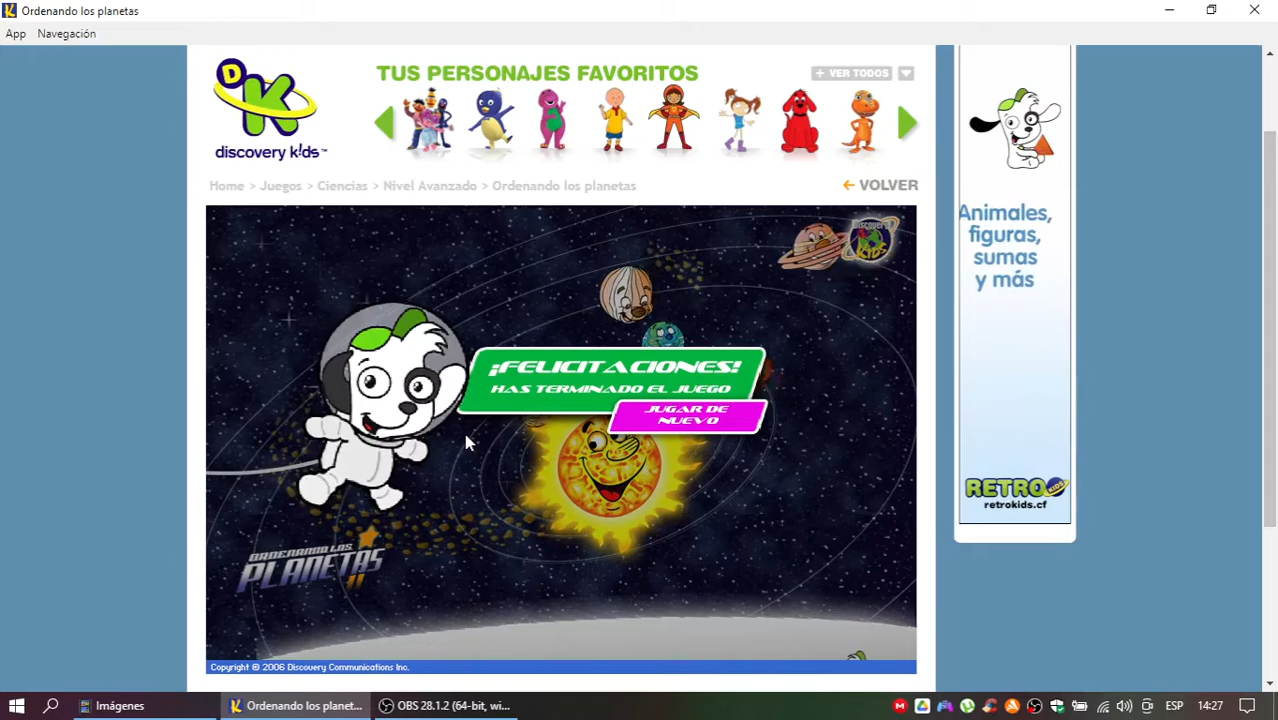 Ordenando los planetas
App Navegación
D
K
discovery k!ds™
TUS PERSONAJES FAVORITOS
+ VER TODOS
Home > Juegos > Ciencias > Nivel Avanzado > Ordenando los planetas
VOLVER
Discovery
KIDS
¡FELICITACIONES!
HAS TERMINADO EL JUEGO
JUGAR DE
NUEVO
ORDENANDO LOS
PLANETAS
Copyright © 2006 Discovery Communications Inc.
Animales,
figuras,
sumas
y más
RETRO KIDS
retrokids.cf
Imágenes
Ordenando los planet...
OBS 28.1.2 (64-bit, wi...
ESP
14:27